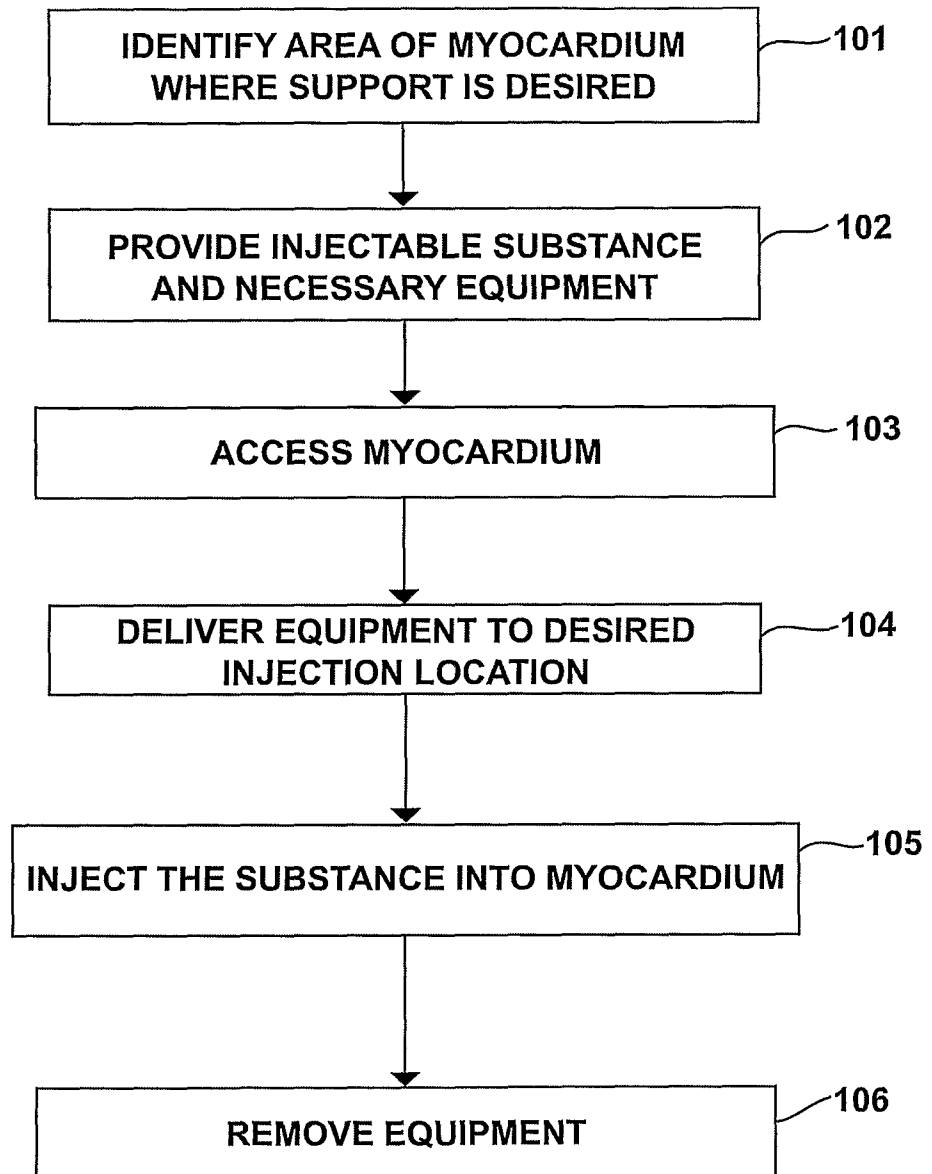 IDENTIFY AREA OF MYOCARDIUM
WHERE SUPPORT IS DESIRED
101
PROVIDE INJECTABLE SUBSTANCE
AND NECESSARY EQUIPMENT
102
ACCESS MYOCARDIUM
103
DELIVER EQUIPMENT TO DESIRED
INJECTION LOCATION
104
INJECT THE SUBSTANCE INTO MYOCARDIUM
105
REMOVE EQUIPMENT
106